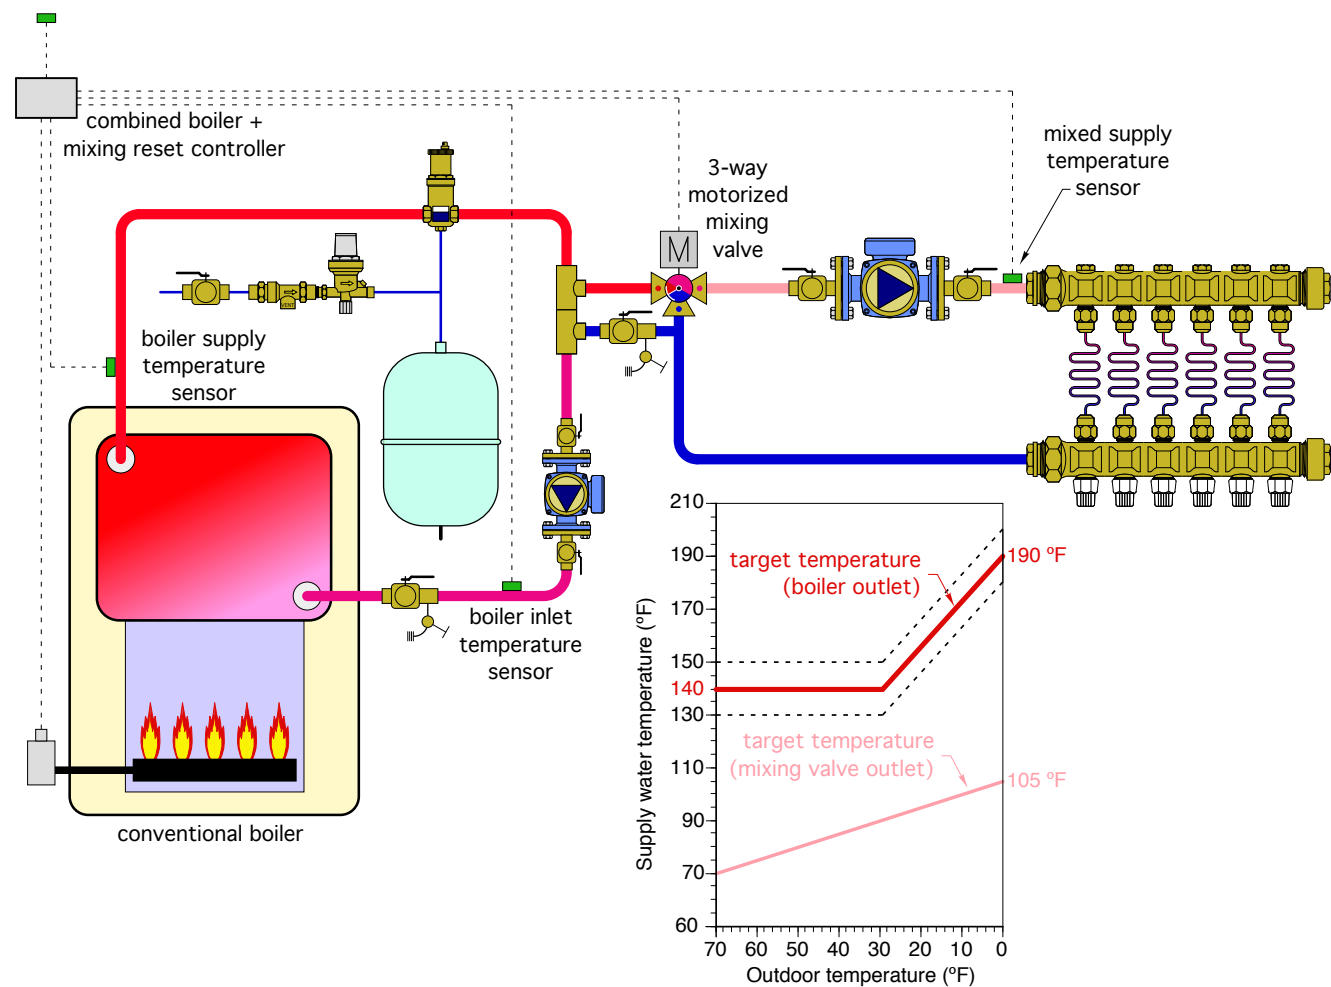 combined boiler +
mixing reset controller
mixed supply
temperature
sensor
3-way
motorized
mixing
valve
M
VENT
boiler supply
temperature
sensor
boiler inlet
temperature
sensor
conventional boiler
210
190
170
150
140
130
110
90
70
60
Supply water temperature (ºF)
target temperature
(boiler outlet)
190 ºF
target temperature
(mixing valve outlet)
105 ºF
70 60 50 40 30 20 10 0
Outdoor temperature (ºF)